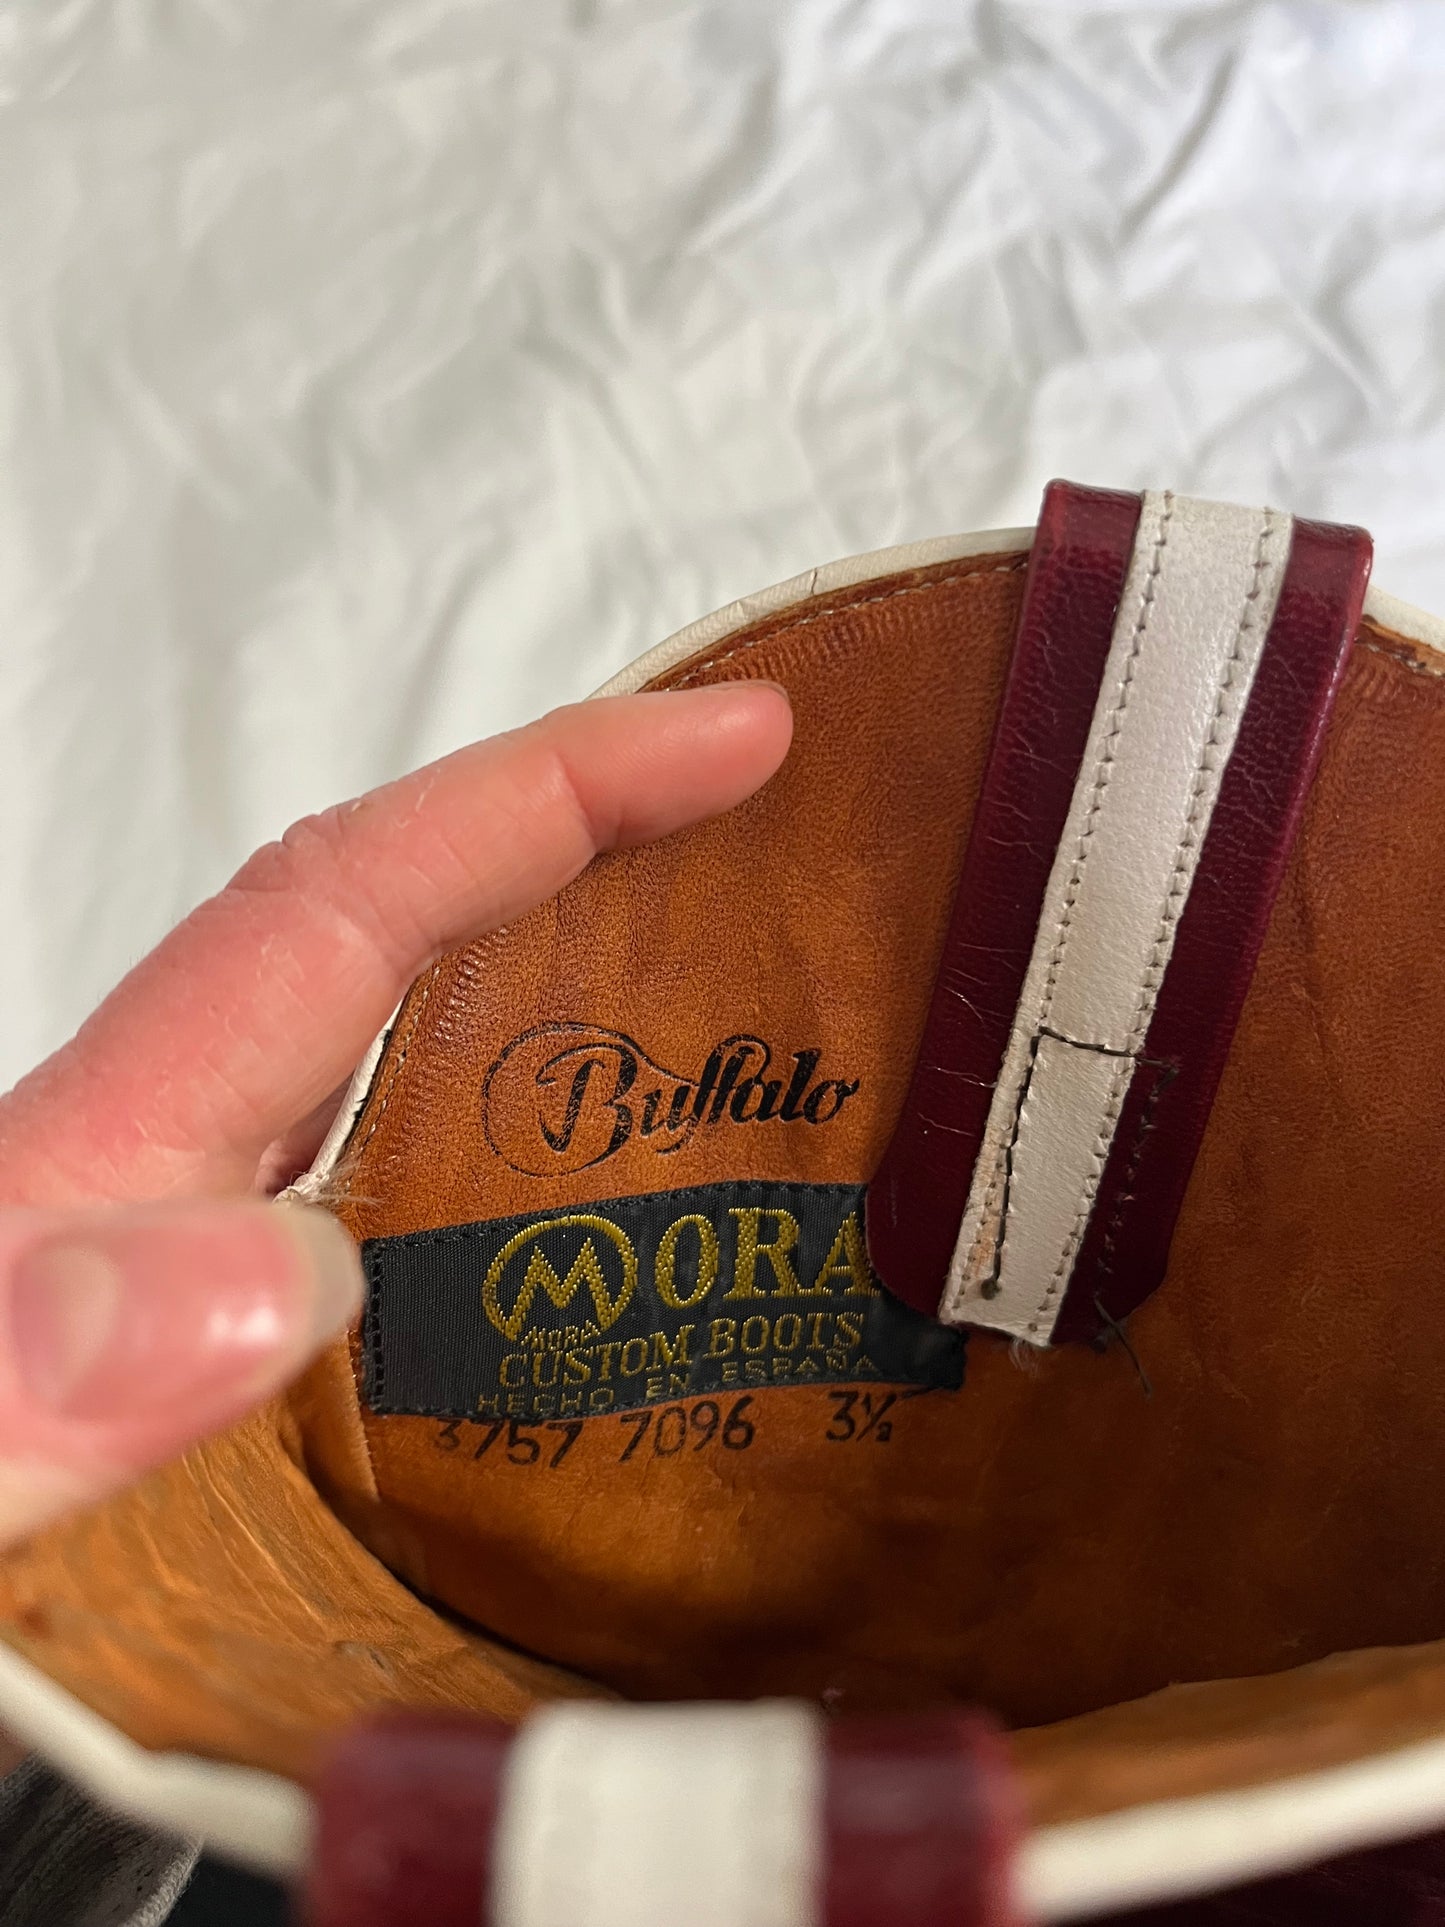 Buffalo
MORA
MORA
CUSTOM BOOTS
HECHO EN ESPAÑA
3757 7096 3½